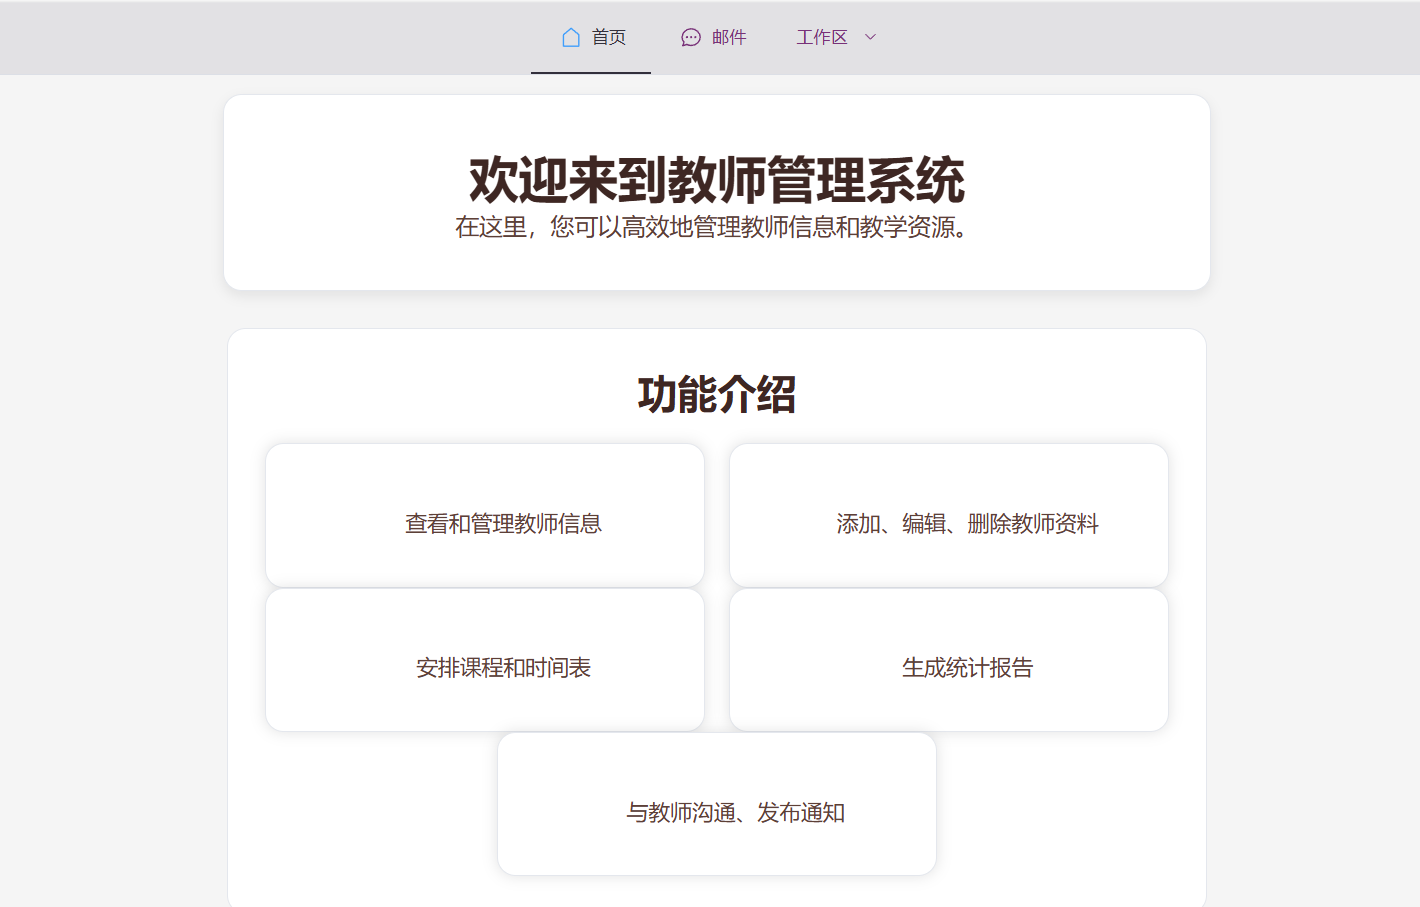 首页 邮件 工作区
欢迎来到教师管理系统
在这里，您可以高效地管理教师信息和教学资源。
功能介绍
查看和管理教师信息
添加、编辑、删除教师资料
安排课程和时间表
生成统计报告
与教师沟通、发布通知